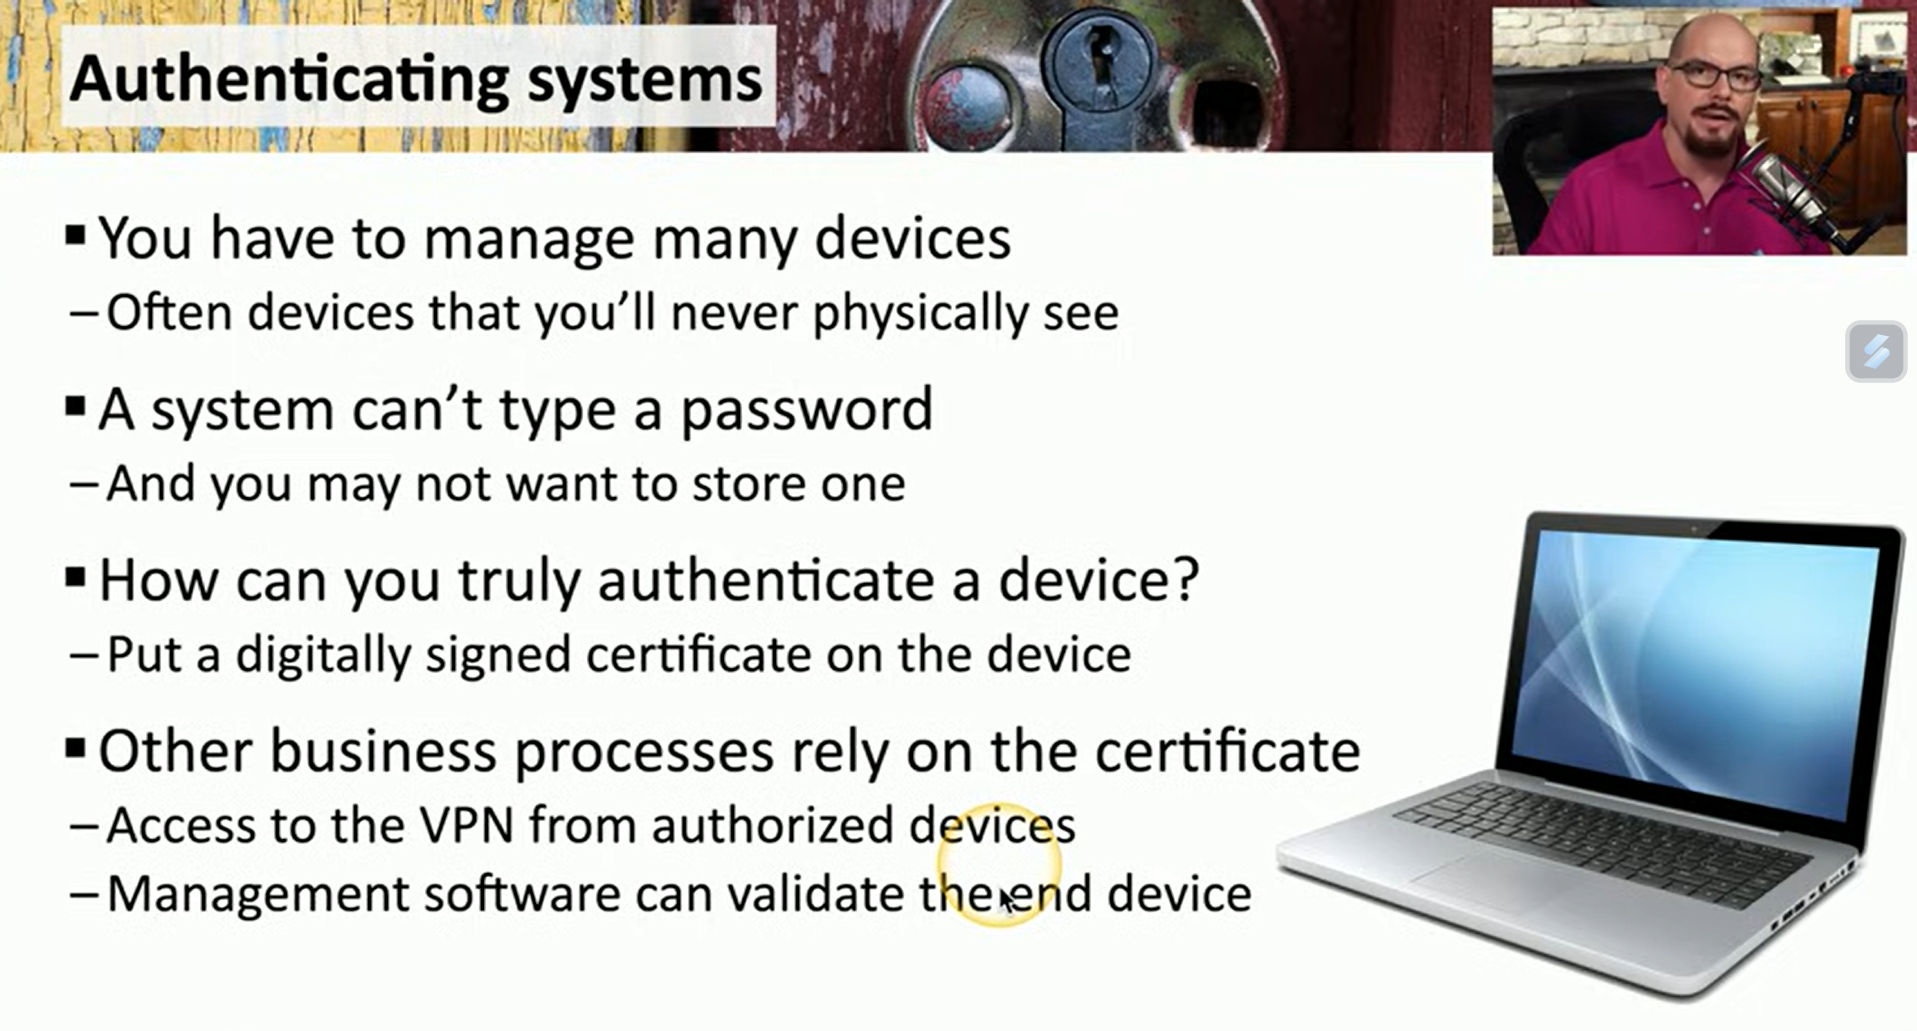 Authenticating systems
▪ You have to manage many devices
– Often devices that you’ll never physically see
▪ A system can’t type a password
– And you may not want to store one
▪ How can you truly authenticate a device?
– Put a digitally signed certificate on the device
▪ Other business processes rely on the certificate
– Access to the VPN from authorized devices
– Management software can validate the end device